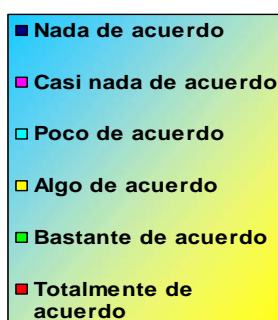 Nada de acuerdo
Casi nada de acuerdo
Poco de acuerdo
Algo de acuerdo
Bastante de acuerdo
Totalmente de
acuerdo